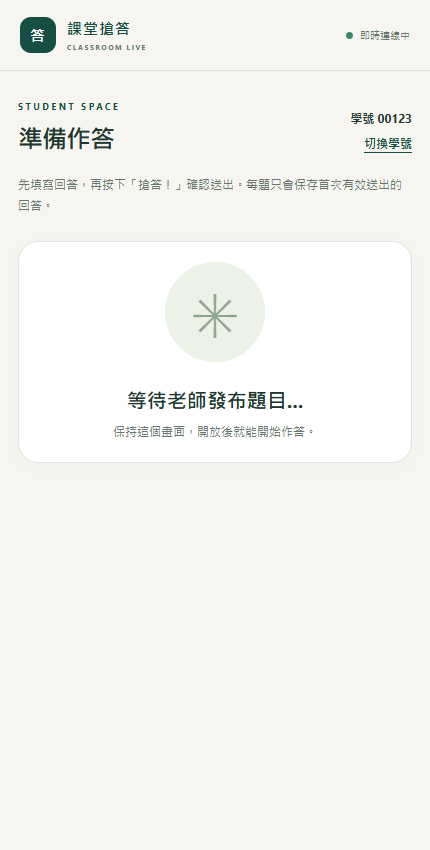 答
課堂搶答
CLASSROOM LIVE
即時連線中
STUDENT SPACE
準備作答
學號 00123
切換學號
先填寫回答，再按下「搶答！」確認送出。每題只會保存首次有效送出的
回答。
等待老師發布題目...
保持這個畫面，開放後就能開始作答。